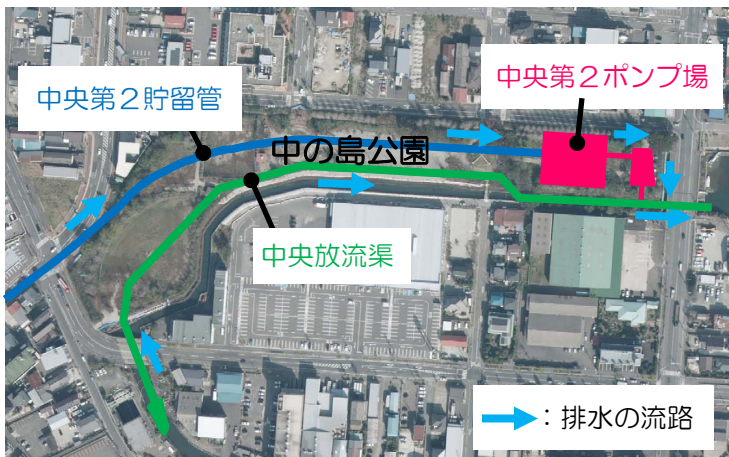 中央第２ポンプ場
中央第２貯留管
中の島公園
中央放流渠
：排水の流路